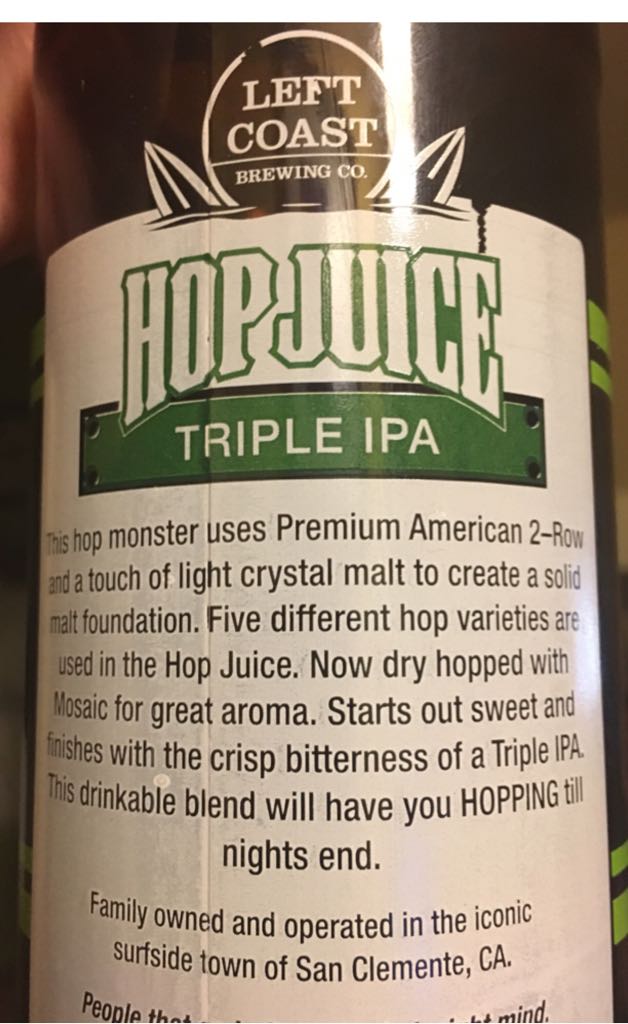 LEFT
COAST
BREWING CO.
HOP JUICE
TRIPLE IPA
This hop monster uses Premium American 2-Row
and a touch of light crystal malt to create a solid
malt foundation. Five different hop varieties are
used in the Hop Juice. Now dry hopped with
Mosaic for great aroma. Starts out sweet and
finishes with the crisp bitterness of a Triple IPA.
This drinkable blend will have you HOPPING till
nights end.
Family owned and operated in the iconic
surfside town of San Clemente, CA.
People that mind.